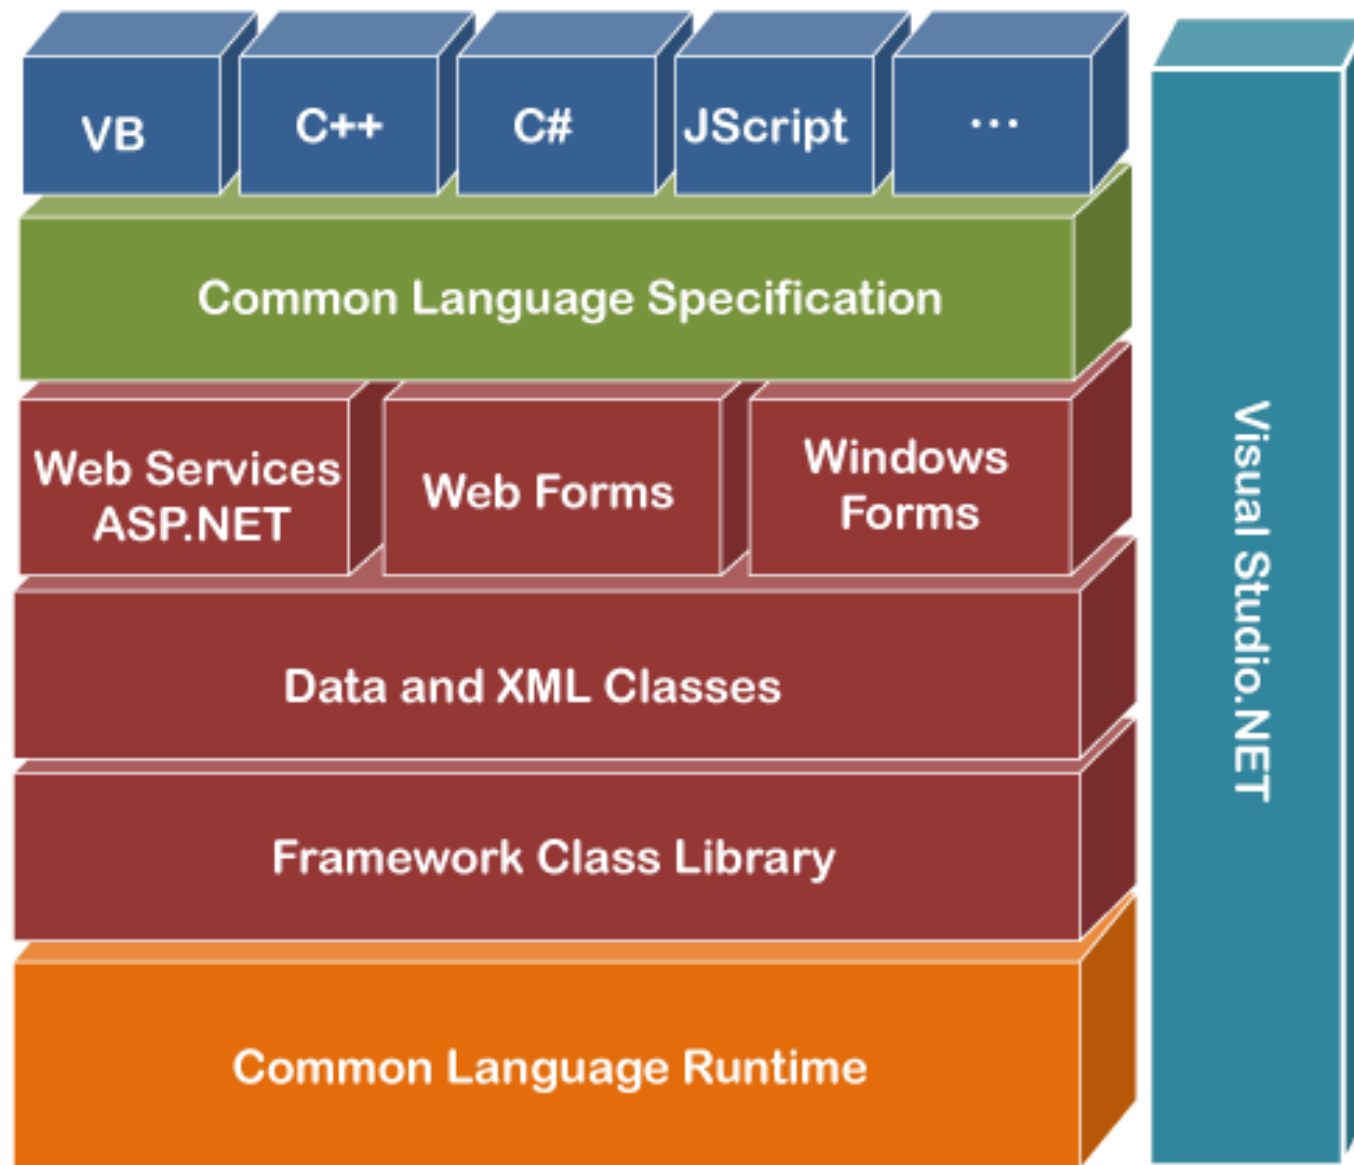 VB
C++
C#
JScript
...
Common Language Specification
Web Services
ASP.NET
Web Forms
Windows
Forms
Data and XML Classes
Framework Class Library
Common Language Runtime
Visual Studio.NET